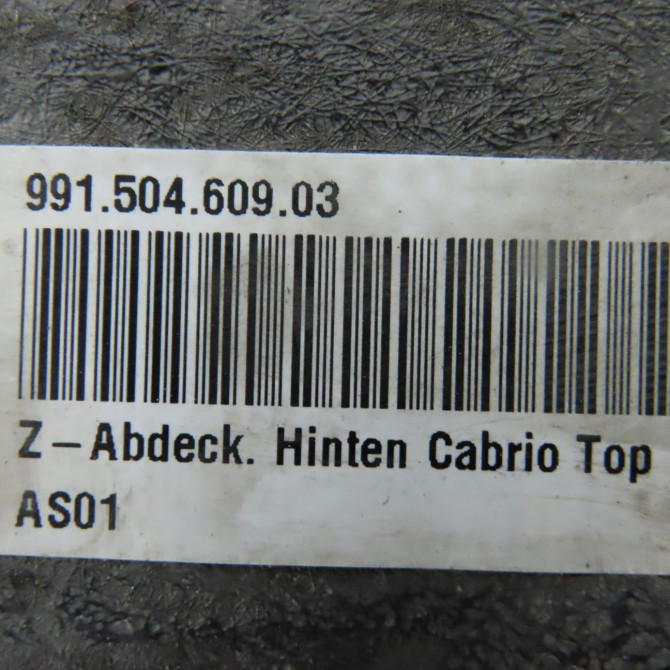 991.504.609.03
Z – Abdeck. Hinten Cabrio Top
AS01